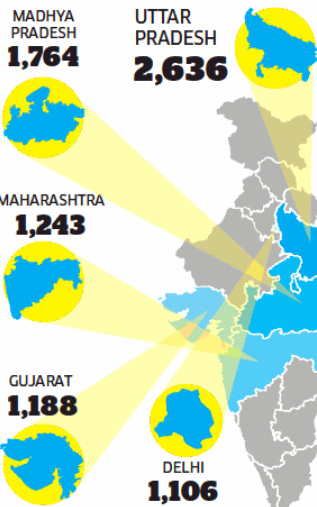 MADHYA
PRADESH
1,764
UTTAR
PRADESH
2,636
MAHARASHTRA
1,243
GUJARAT
1,188
DELHI
1,106